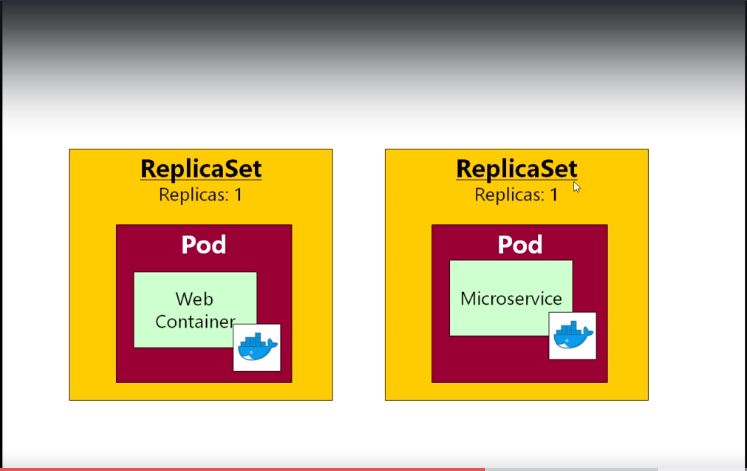 ReplicaSet
Replicas: 1
Pod
Web
Container
ReplicaSet
Replicas: 1
Pod
Microservice